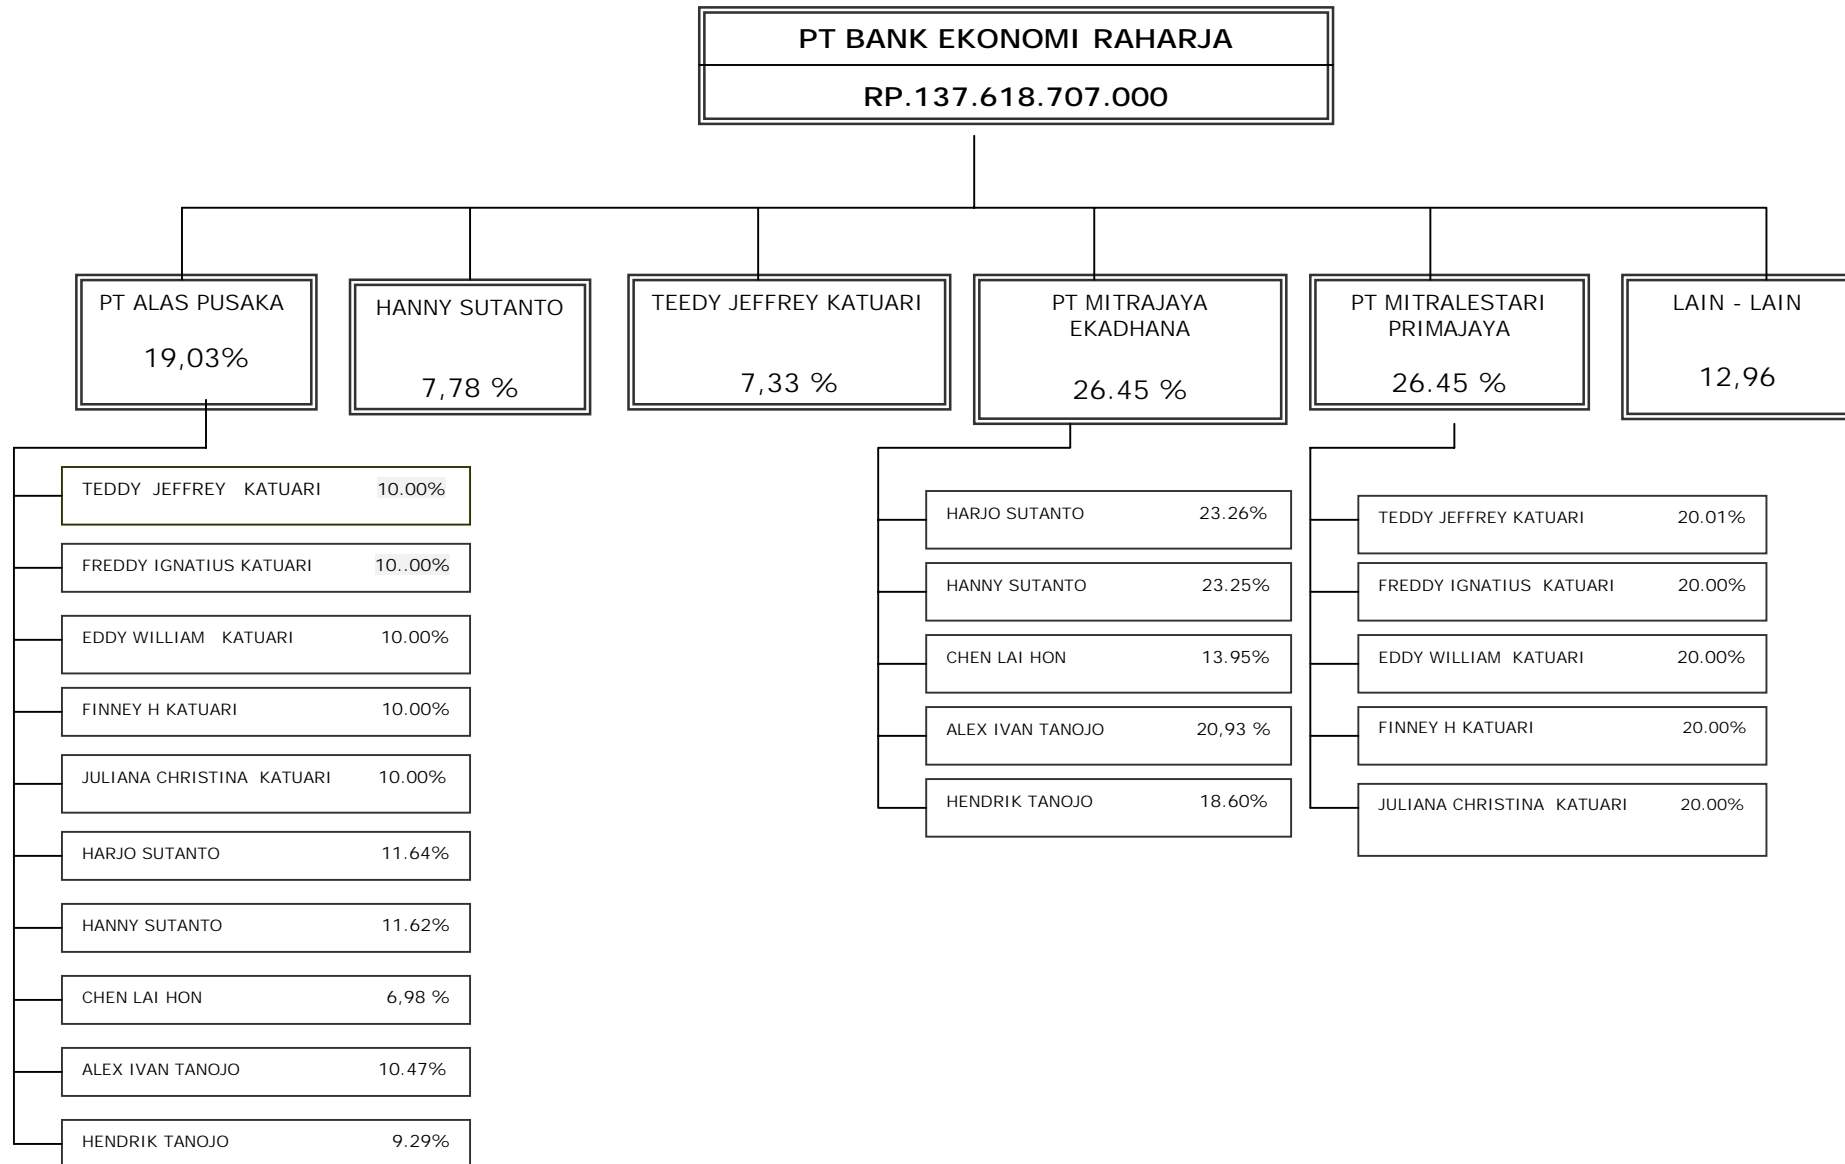 PT BANK EKONOMI RAHARJA
RP.137.618.707.000
PT ALAS PUSAKA
19,03%
HANNY SUTANTO
7,78 %
TEEDY JEFFREY KATUARI
7,33 %
PT MITRAJAYA
EKADHANA
26.45 %
PT MITRALESTARI
PRIMAJAYA
26.45 %
LAIN - LAIN
12,96
TEDDY JEFFREY KATUARI 10.00%
FREDDY IGNATIUS KATUARI 10..00%
EDDY WILLIAM KATUARI 10.00%
FINNEY H KATUARI 10.00%
JULIANA CHRISTINA KATUARI 10.00%
HARJO SUTANTO 11.64%
HANNY SUTANTO 11.62%
CHEN LAI HON 6,98 %
ALEX IVAN TANOJO 10.47%
HENDRIK TANOJO 9.29%
HARJO SUTANTO 23.26%
HANNY SUTANTO 23.25%
CHEN LAI HON 13.95%
ALEX IVAN TANOJO 20,93 %
HENDRIK TANOJO 18.60%
TEDDY JEFFREY KATUARI 20.01%
FREDDY IGNATIUS KATUARI 20.00%
EDDY WILLIAM KATUARI 20.00%
FINNEY H KATUARI 20.00%
JULIANA CHRISTINA KATUARI 20.00%